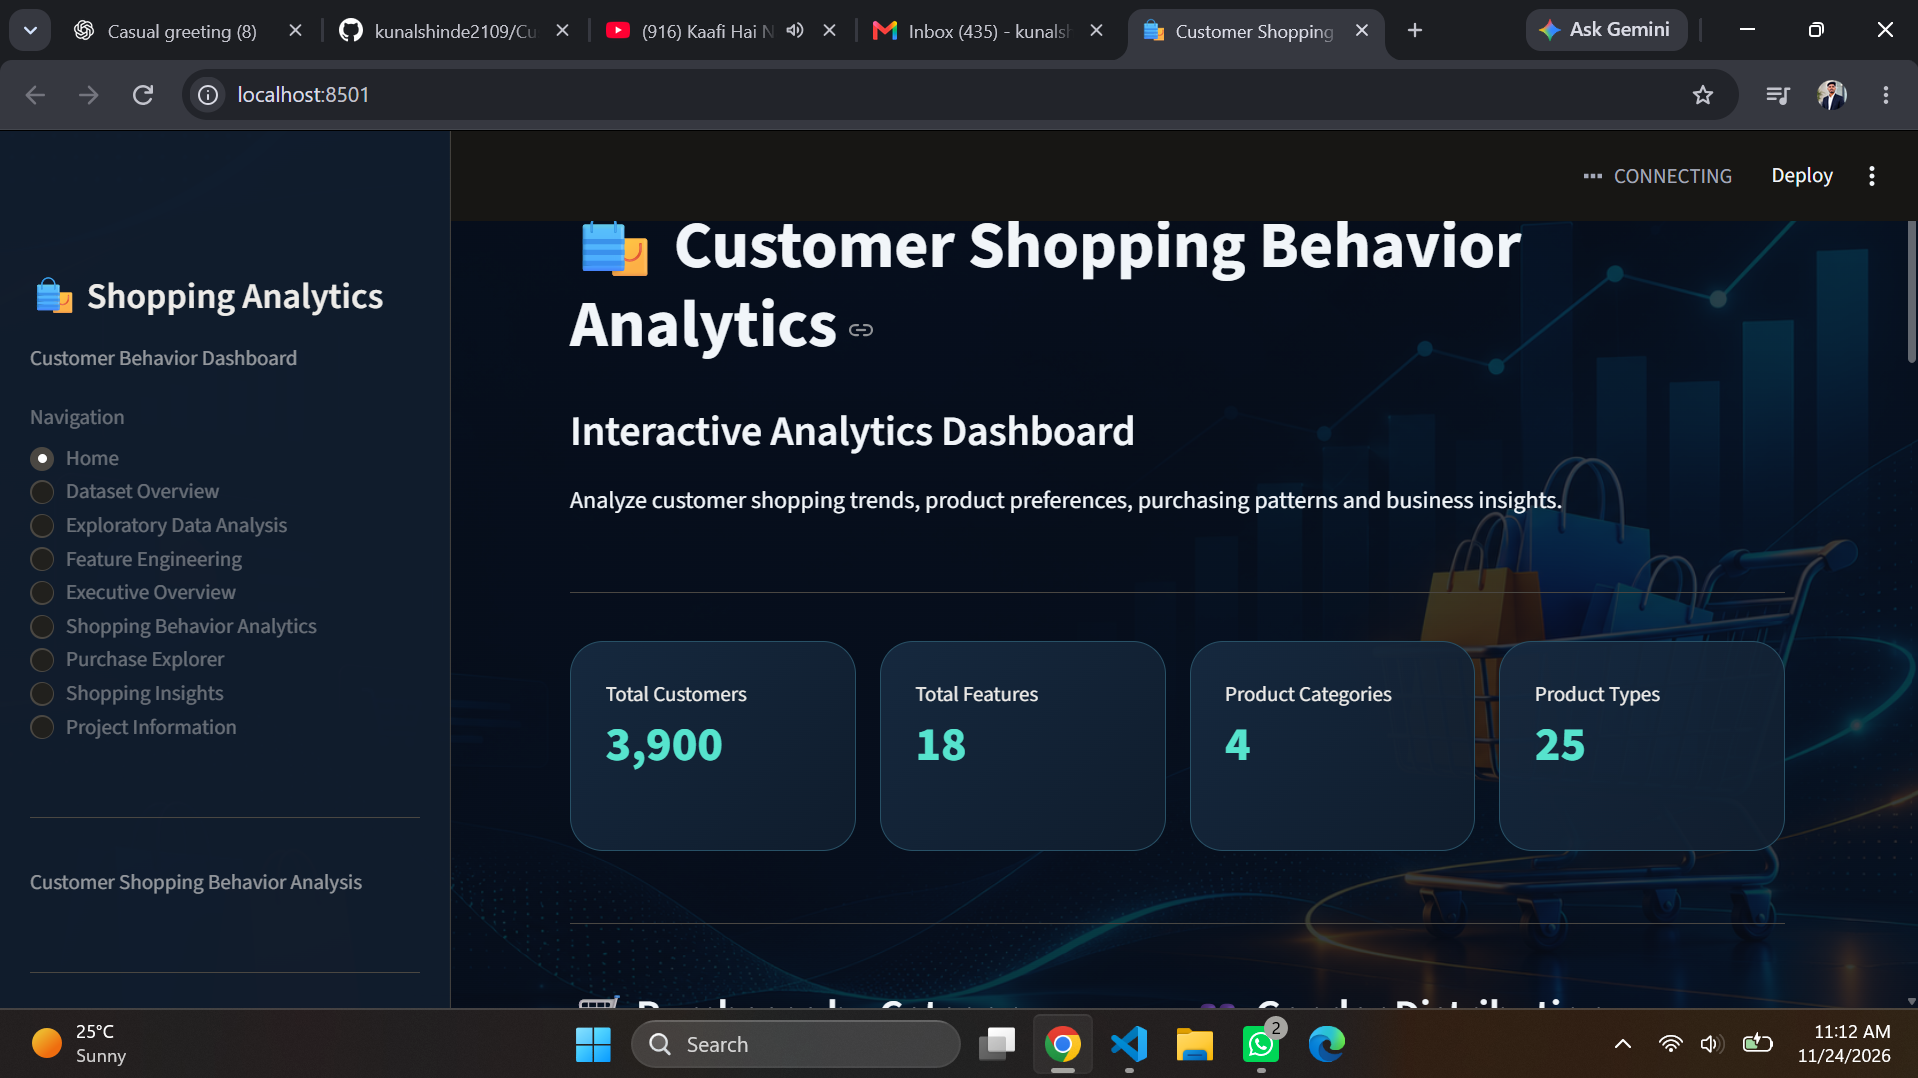 Casual greeting (8)
kunalshinde2109/Cu
(916) Kaafi Hai N
Inbox (435) - kunalsh
Customer Shopping
Ask Gemini
localhost:8501
CONNECTING
Deploy
Shopping Analytics
Customer Behavior Dashboard
Navigation
Home
Dataset Overview
Exploratory Data Analysis
Feature Engineering
Executive Overview
Shopping Behavior Analytics
Purchase Explorer
Shopping Insights
Project Information
Customer Shopping Behavior Analysis
Customer Shopping Behavior
Analytics
Interactive Analytics Dashboard
Analyze customer shopping trends, product preferences, purchasing patterns and business insights.
Total Customers
3,900
Total Features
18
Product Categories
4
Product Types
25
Gender Distribution
25°C
Sunny
Search
2
11:12 AM
11/24/2026